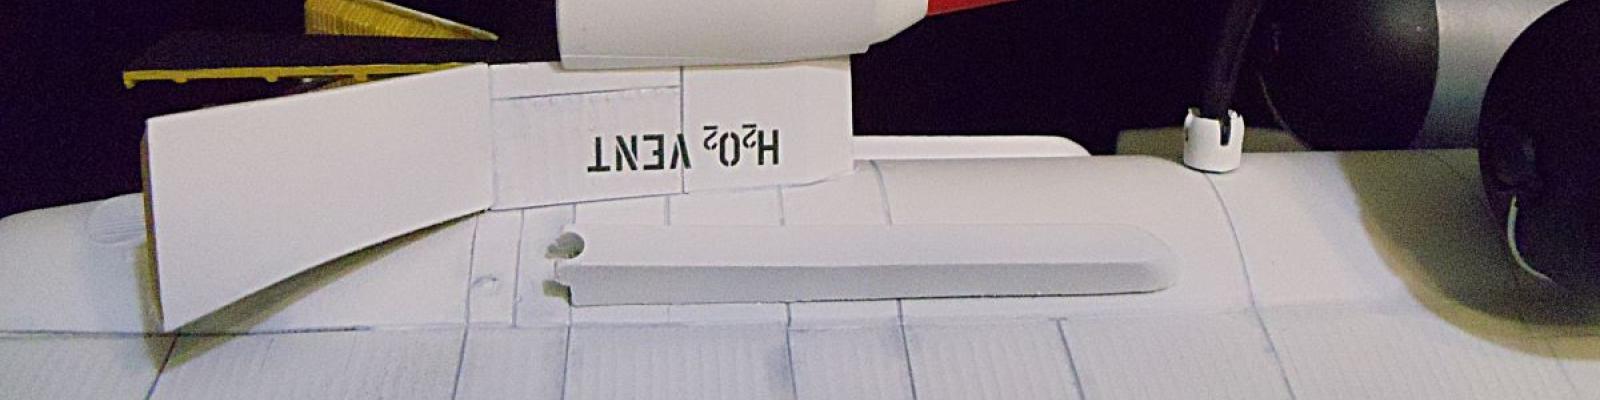 H₂O₂ VENT